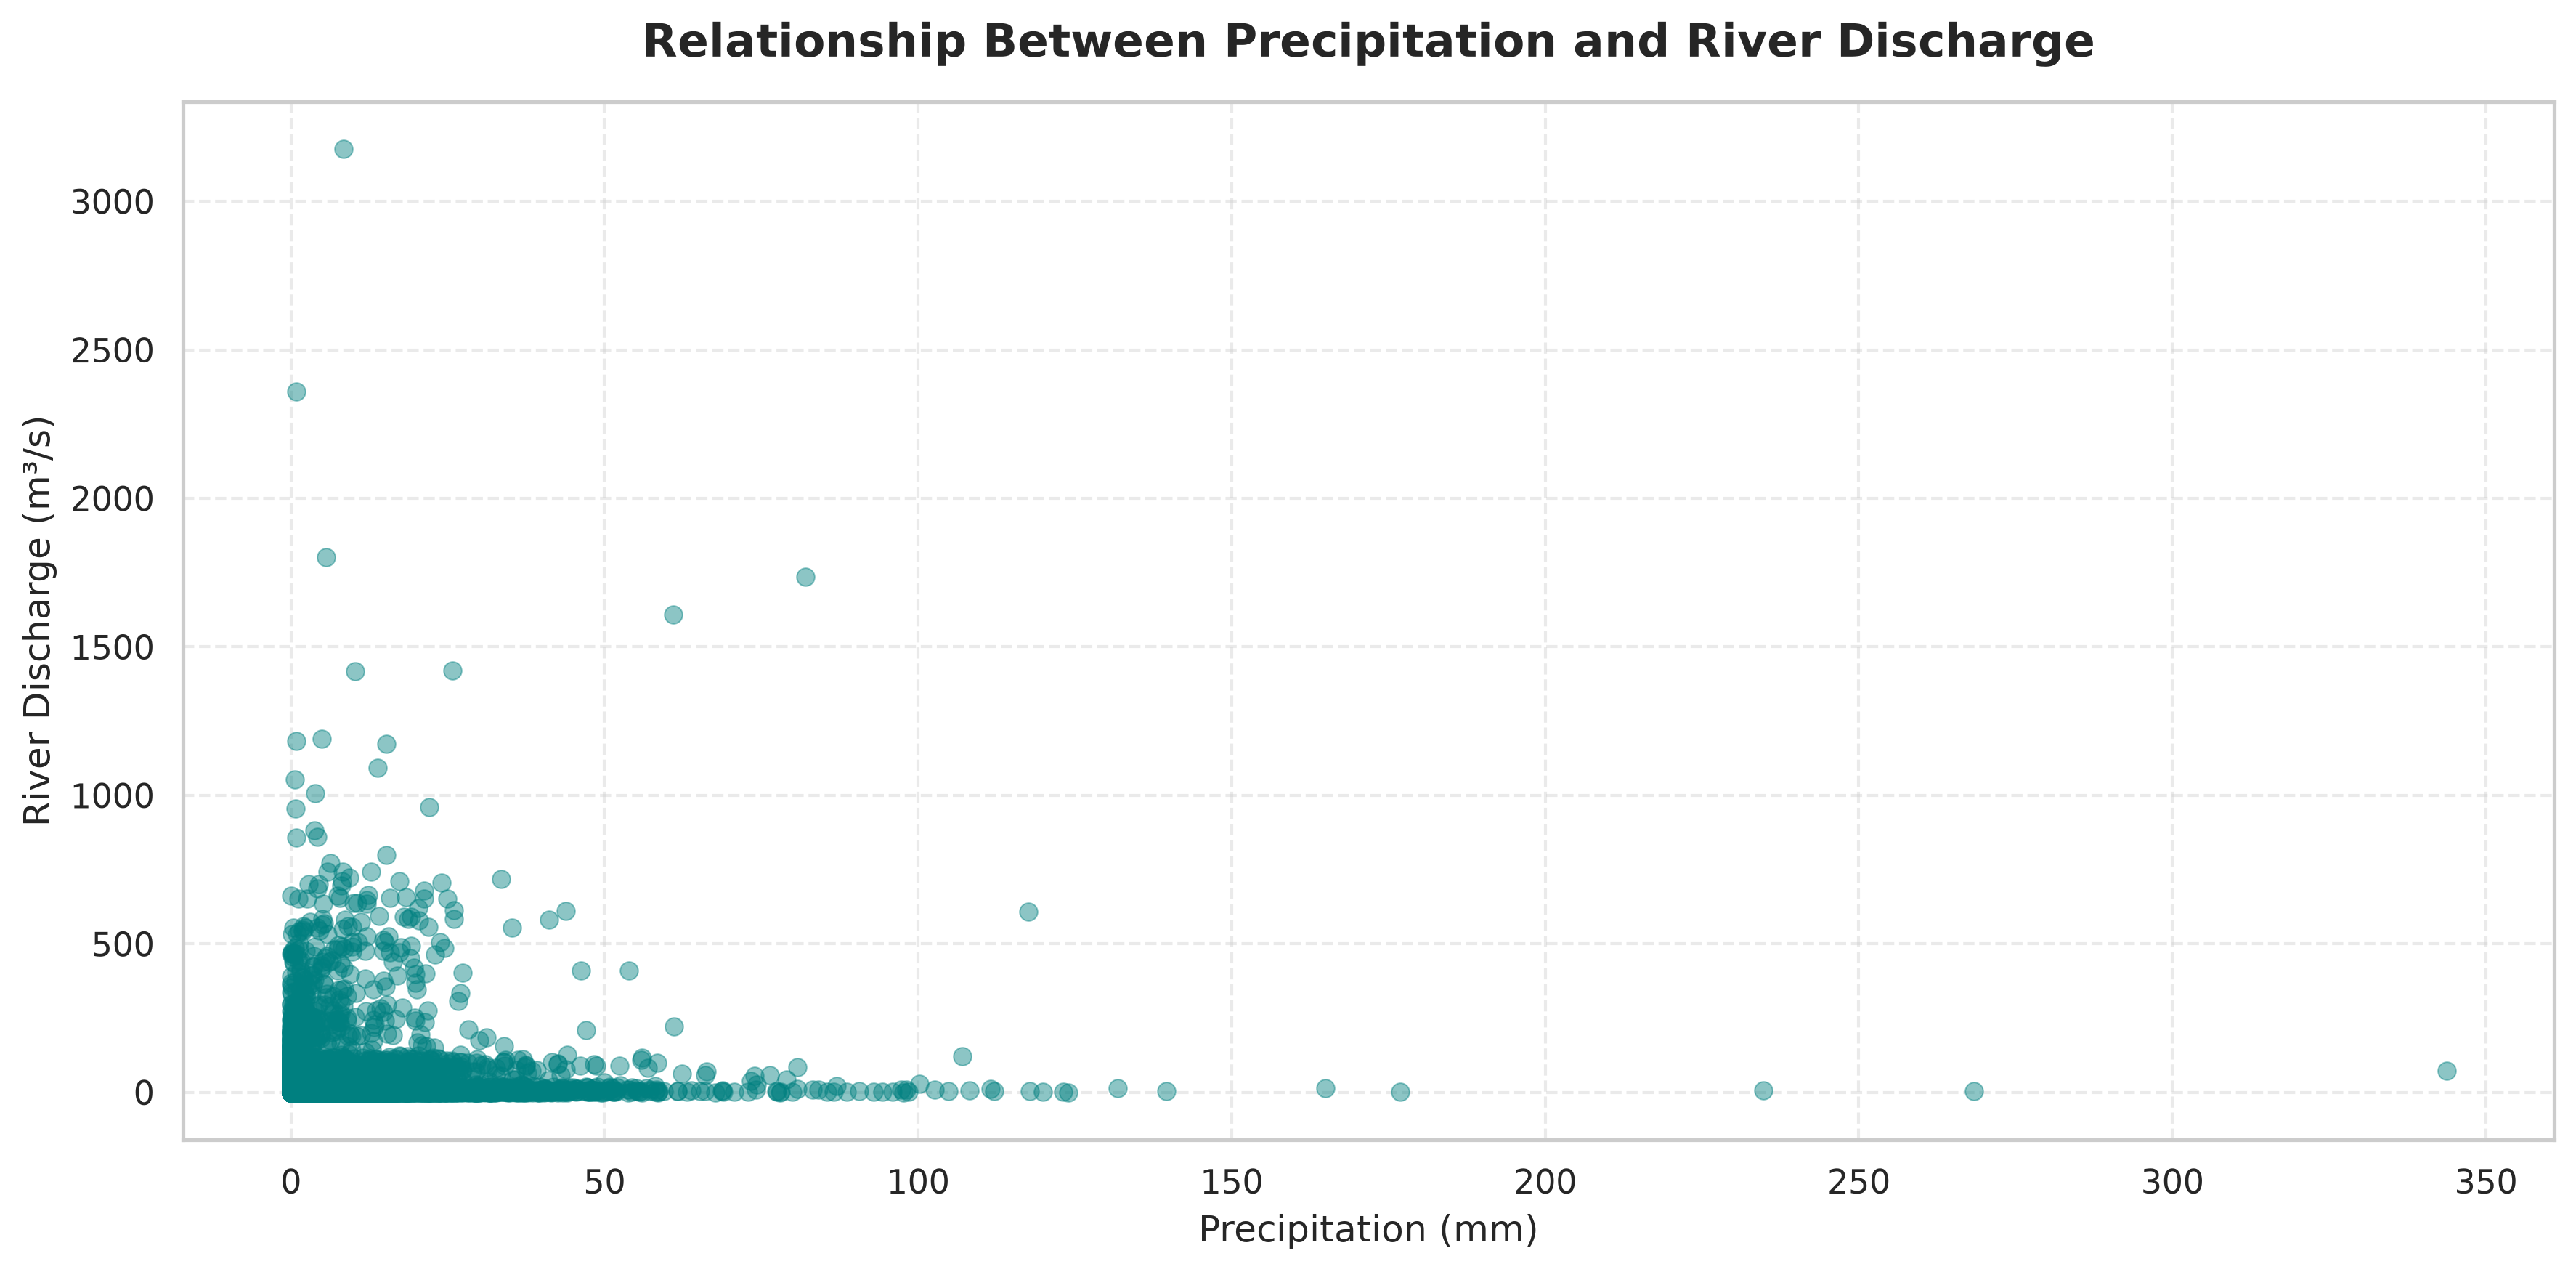 Relationship Between Precipitation and River Discharge
River Discharge (m³/s)
3000
2500
2000
1500
1000
500
0
0 50 100 150 200 250 300 350
Precipitation (mm)